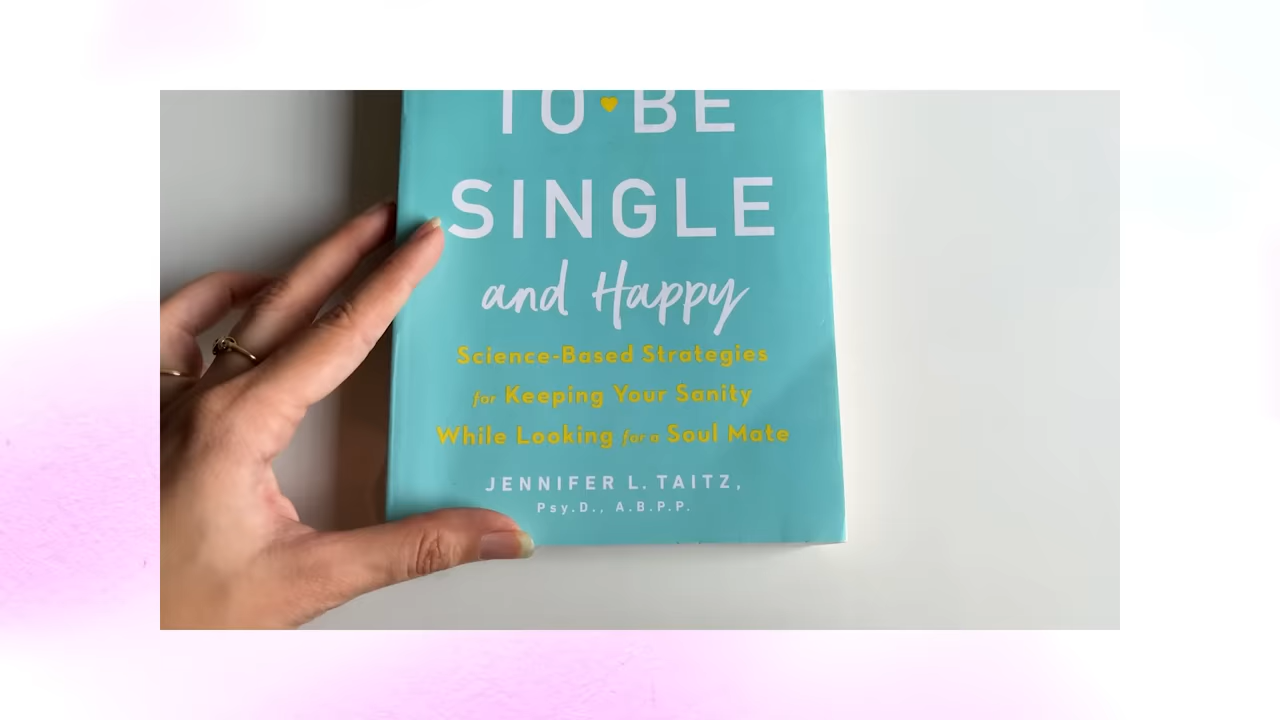 TO BE
SINGLE
and Happy
Science-Based Strategies
for Keeping Your Sanity
While Looking for a Soul Mate
JENNIFER L. TAITZ,
Psy.D., A.B.P.P.